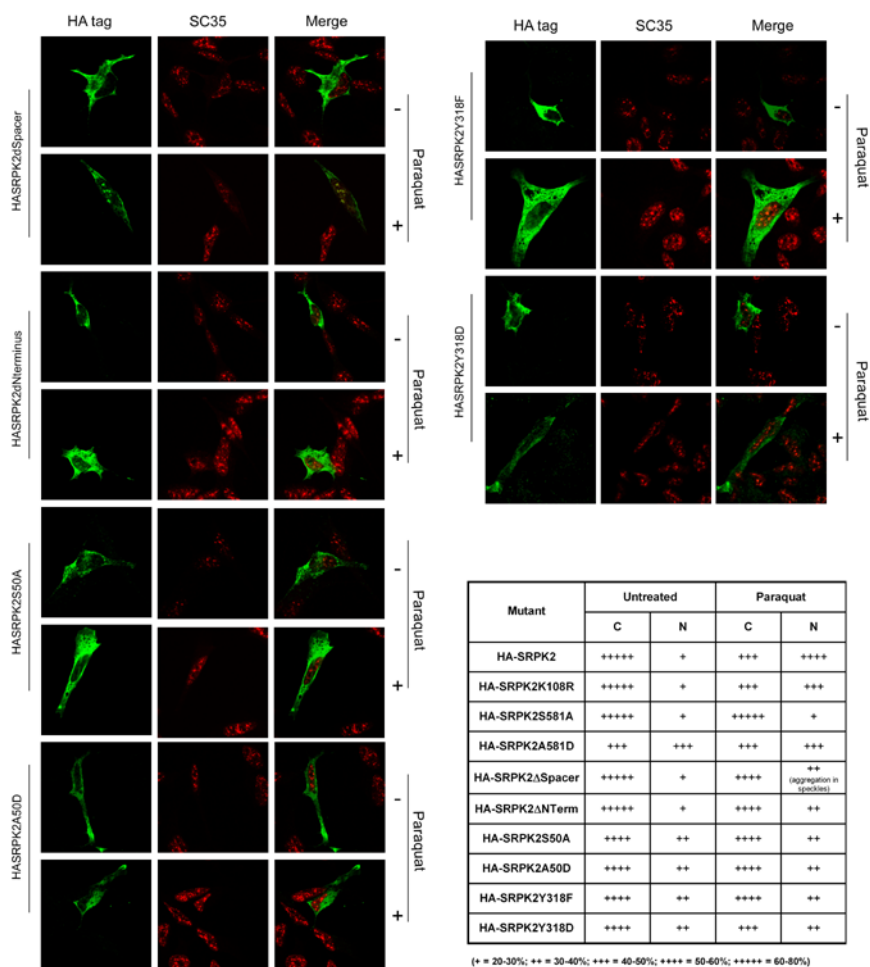 HA tag SC35 Merge
HASRPK2dSpacer
-
+
Paraquat
HASRPK2dNterminus
-
+
Paraquat
HASRPK2S50A
-
+
Paraquat
HASRPK2A50D
-
+
Paraquat
HA tag SC35 Merge
HASRPK2Y318F
-
+
Paraquat
HASRPK2Y318D
-
+
Paraquat
Mutant Untreated Paraquat
C N C N
HA-SRPK2 +++++ + +++ ++++
HA-SRPK2K108R +++++ + +++ +++
HA-SRPK2S581A +++++ + +++++ +
HA-SRPK2A581D +++ +++ +++ +++
HA-SRPK2ΔSpacer +++++ + ++++ ++
(aggregation in
speckles)
HA-SRPK2ΔNTerm +++++ + ++++ ++
HA-SRPK2S50A ++++ ++ ++++ ++
HA-SRPK2A50D ++++ ++ ++++ ++
HA-SRPK2Y318F ++++ ++ ++++ ++
HA-SRPK2Y318D ++++ ++ ++++ ++
(+ = 20-30%; ++ = 30-40%; +++ = 40-50%; ++++ = 50-60%; +++++ = 60-80%)